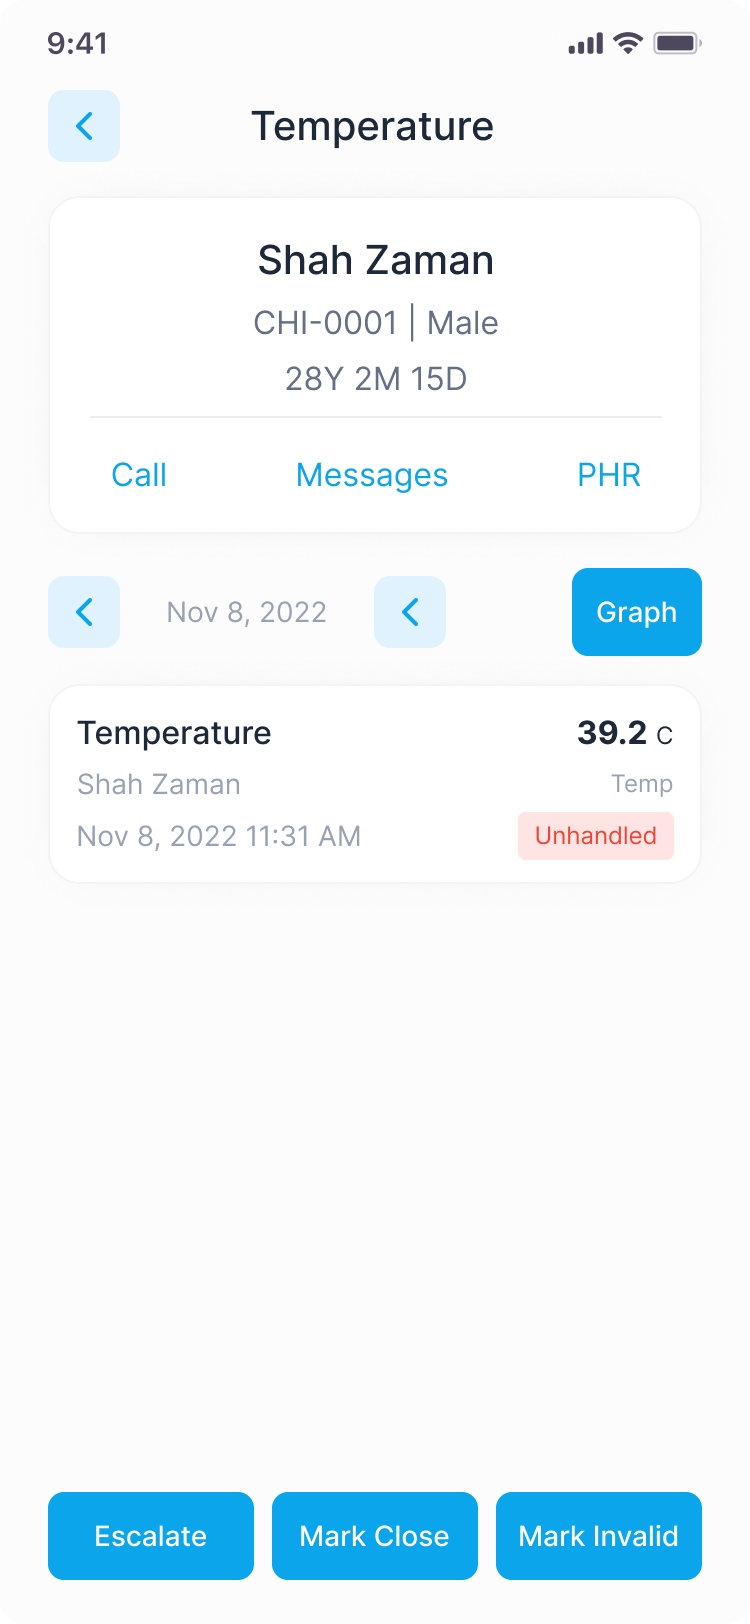 9:41
Temperature
Shah Zaman
CHI-0001 | Male
28Y 2M 15D
Call Messages PHR
Nov 8, 2022 Graph
Temperature 39.2 C
Shah Zaman Temp
Nov 8, 2022 11:31 AM Unhandled
Escalate Mark Close Mark Invalid